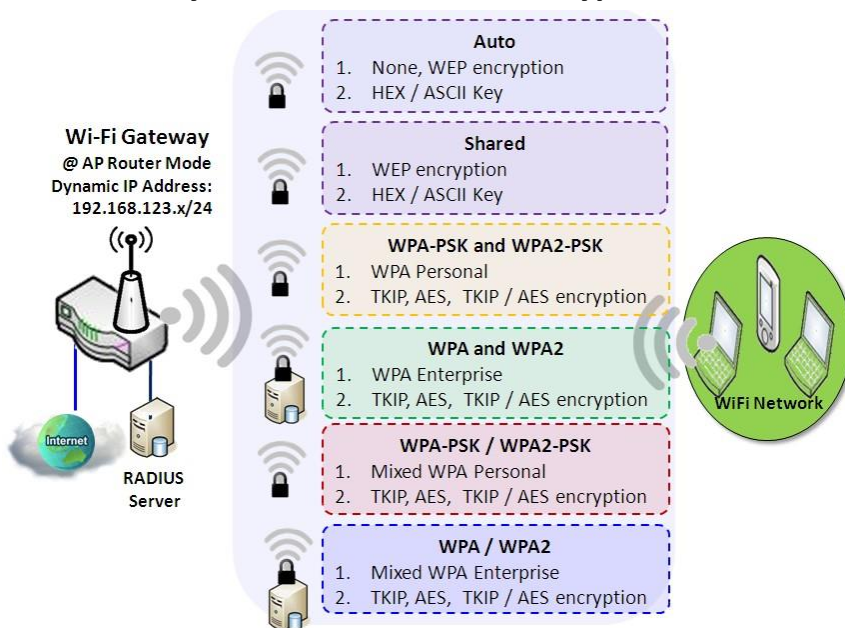 Auto
1. None, WEP encryption
2. HEX / ASCII Key
Wi-Fi Gateway
@ AP Router Mode
Dynamic IP Address:
192.168.123.x/24
Shared
1. WEP encryption
2. HEX / ASCII Key
WPA-PSK and WPA2-PSK
1. WPA Personal
2. TKIP, AES, TKIP / AES encryption
WPA and WPA2
1. WPA Enterprise
2. TKIP, AES, TKIP / AES encryption
WiFi Network
Internet
RADIUS
Server
WPA-PSK / WPA2-PSK
1. Mixed WPA Personal
2. TKIP, AES, TKIP / AES encryption
WPA / WPA2
1. Mixed WPA Enterprise
2. TKIP, AES, TKIP / AES encryption